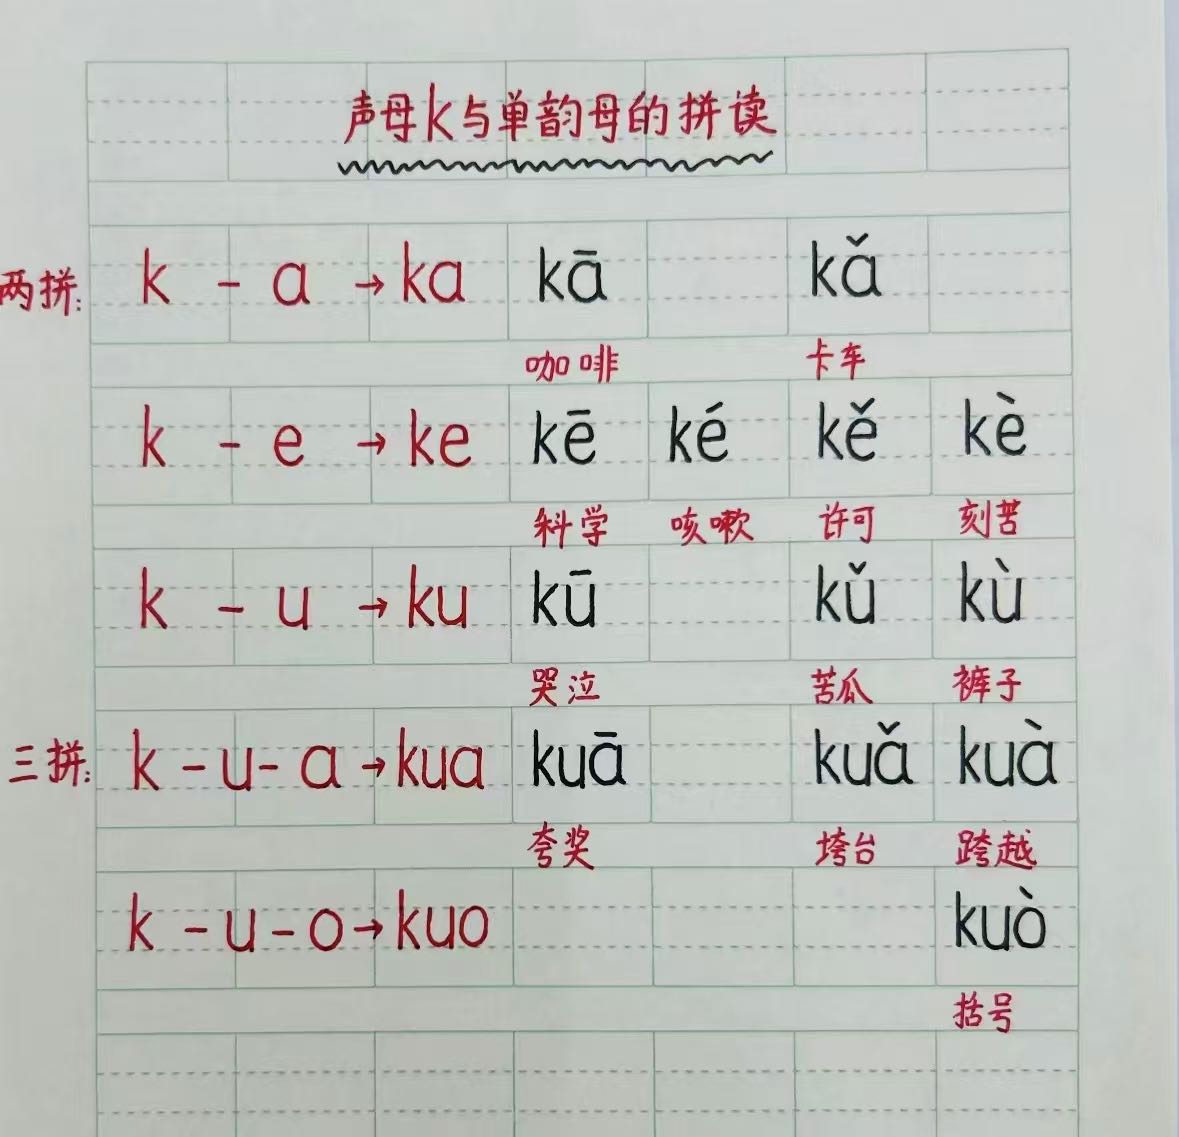 声母k与单韵母的拼读
两拼: k - a → ka kā kǎ
咖啡 卡车
k - e → ke kē ké kě kè
科学 咳嗽 许可 刻苦
k - u → ku kū kǔ kù
哭泣 苦瓜 裤子
三拼: k - u - a → kua kuā kuǎ kuà
夸奖 垮台 跨越
k - u - o → kuo kuò
括号